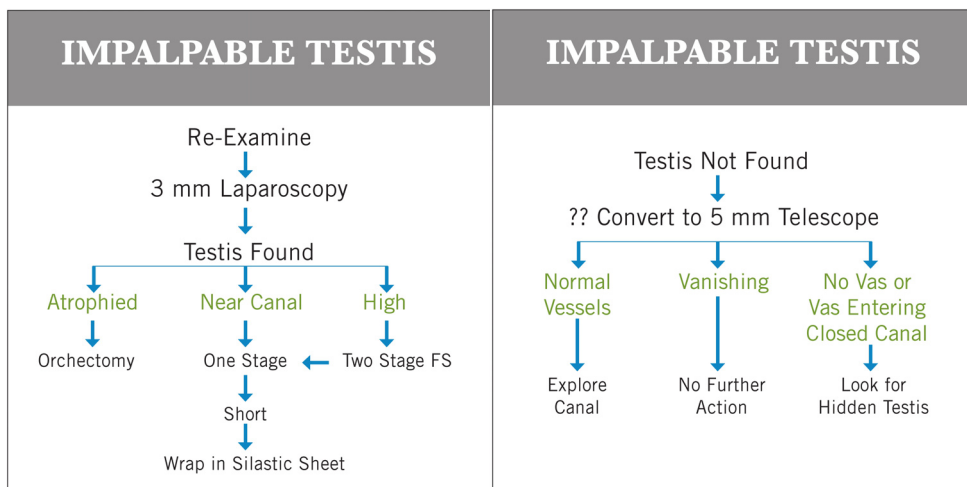 IMPALPABLE TESTIS
Re-Examine
3 mm Laparoscopy
Testis Found
Atrophied
Near Canal
High
Orchectomy
One Stage
Two Stage FS
Short
Wrap in Silastic Sheet
IMPALPABLE TESTIS
Testis Not Found
?? Convert to 5 mm Telescope
Normal
Vessels
Vanishing
No Vas or
Vas Entering
Closed Canal
Explore
Canal
No Further
Action
Look for
Hidden Testis